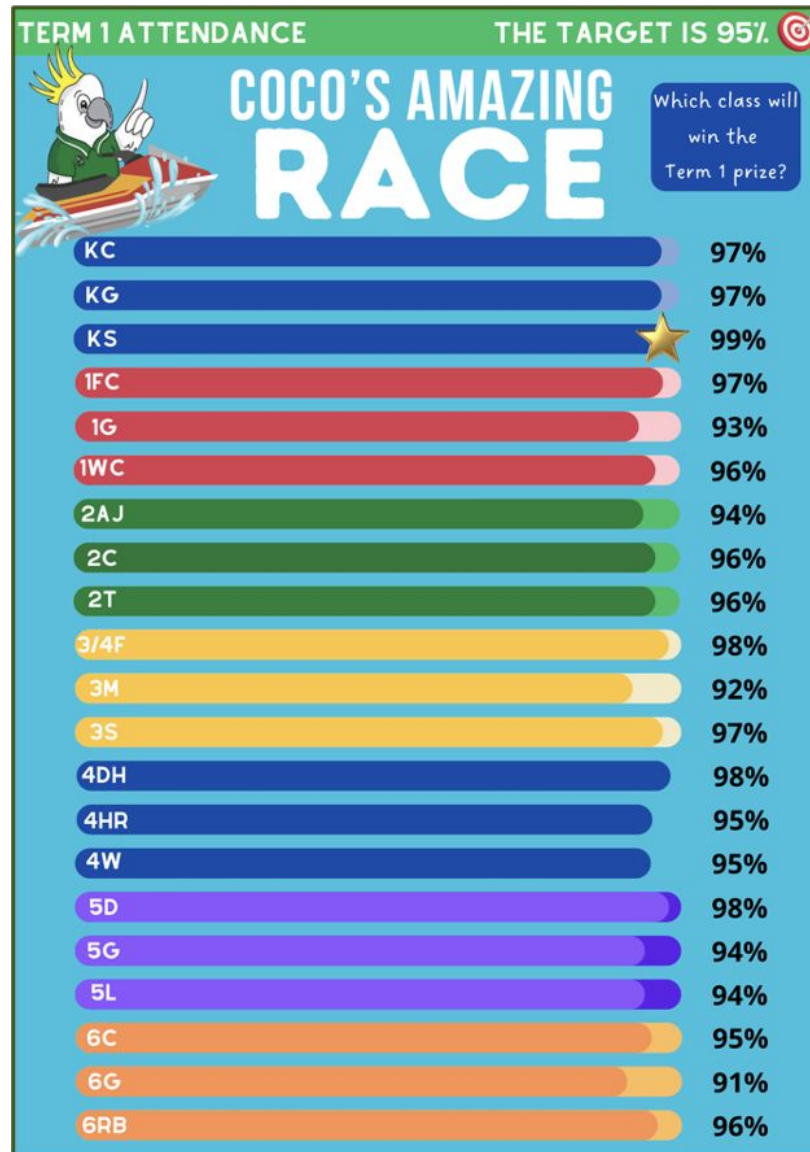 TERM 1 ATTENDANCE THE TARGET IS 95%
COCO'S AMAZING
RACE
Which class will
win the
Term 1 prize?
KC 97%
KG 97%
KS 99%
1FC 97%
1G 93%
1WC 96%
2AJ 94%
2C 96%
2T 96%
3/4F 98%
3M 92%
3S 97%
4DH 98%
4HR 95%
4W 95%
5D 98%
5G 94%
5L 94%
6C 95%
6G 91%
6RB 96%